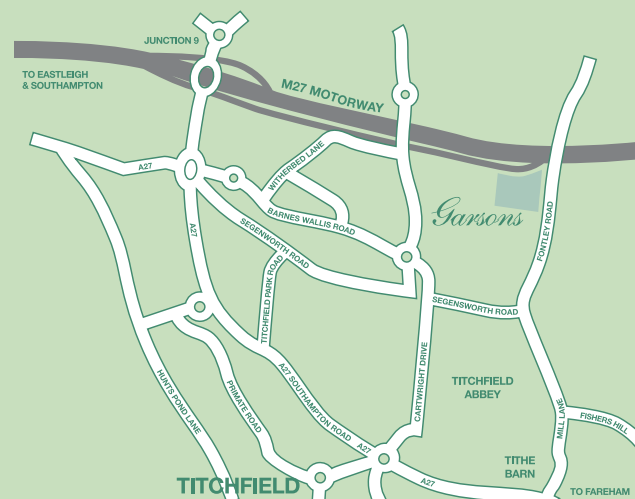 JUNCTION 9
TO EASTLEIGH
& SOUTHAMPTON
M27 MOTORWAY
A27
WITHERBED LANE
BARNES WALLIS ROAD
Garsons
FONTLEY ROAD
A27
SEGENWORTH ROAD
TITCHFIELD PARK ROAD
SEGENSWORTH ROAD
HUNTS POND LANE
PRIMATE ROAD
A27 SOUTHAMPTON ROAD
CARTWRIGHT DRIVE
TITCHFIELD
ABBEY
MILL LANE
FISHERS HILL
A27
TITHE
BARN
A27
TITCHFIELD
TO FAREHAM